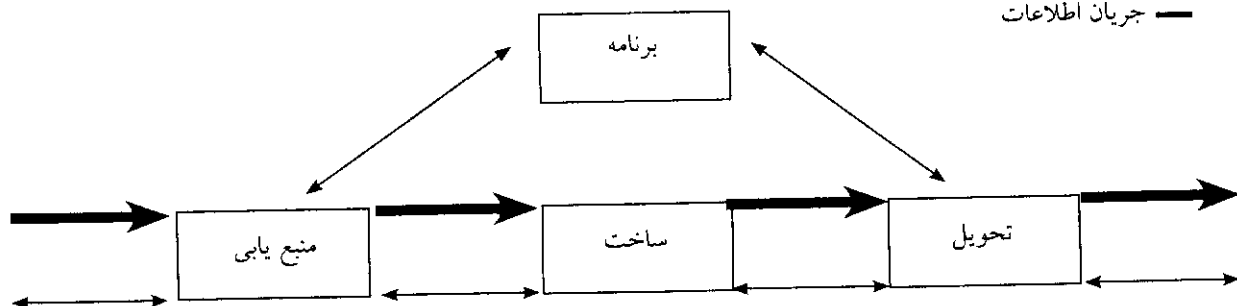 جریان اطلاعات
برنامه
تحویل
ساخت
منبع یابی